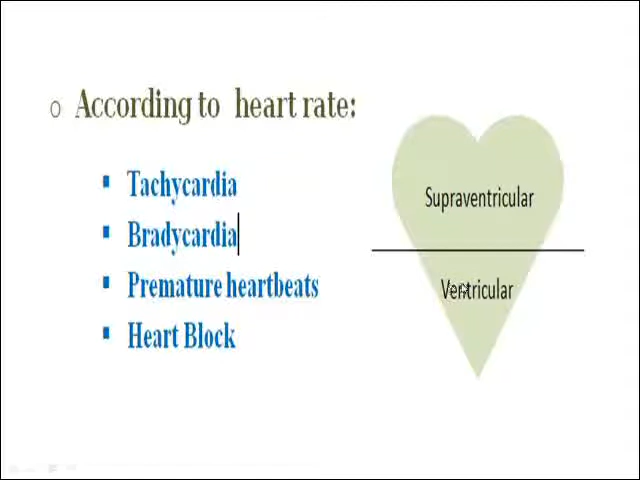 According to heart rate:
Tachycardia
Bradycardia
Premature heartbeats
Heart Block
Supraventricular
Ventricular